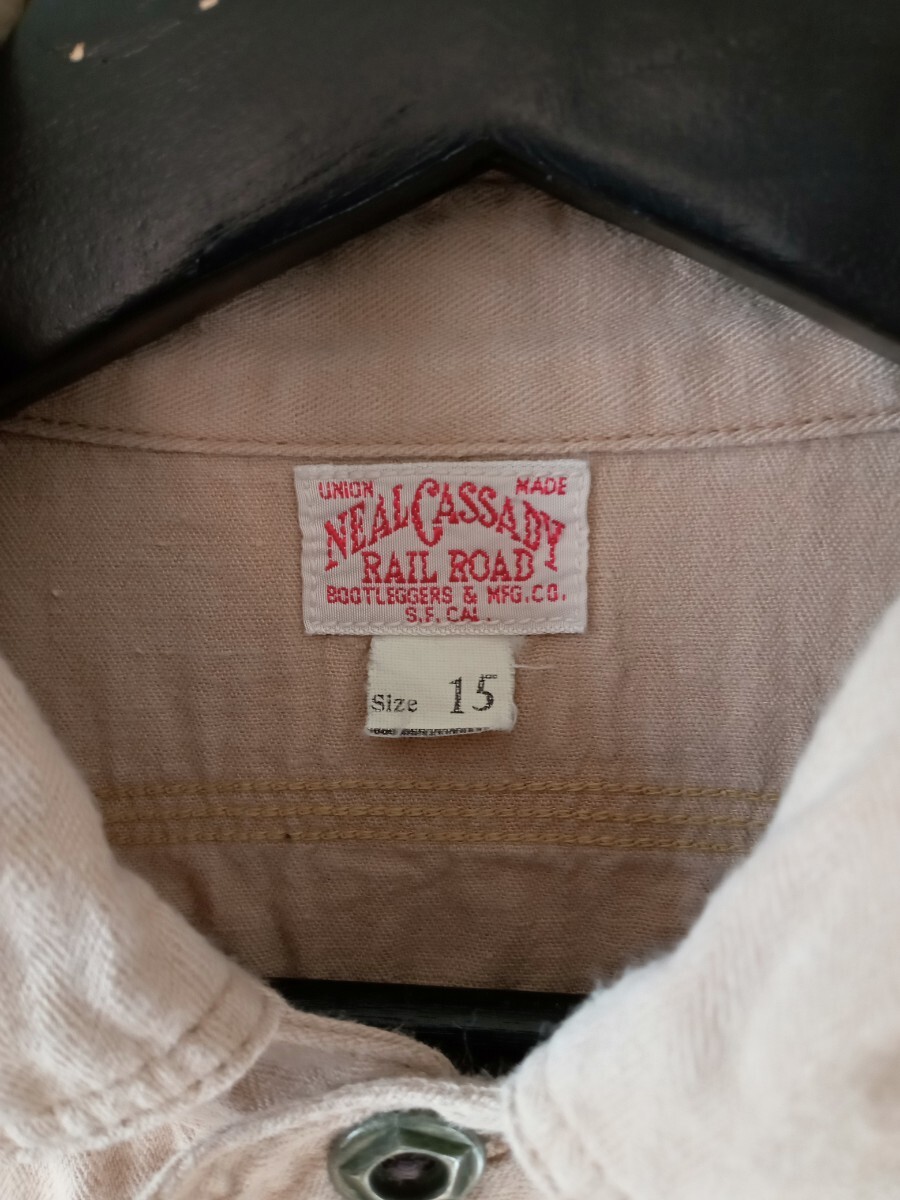 UNION MADE
NEAL CASSADY
RAIL ROAD
BOOTLEGGERS & MFG.CO.
S.F. CAL.
Size 15